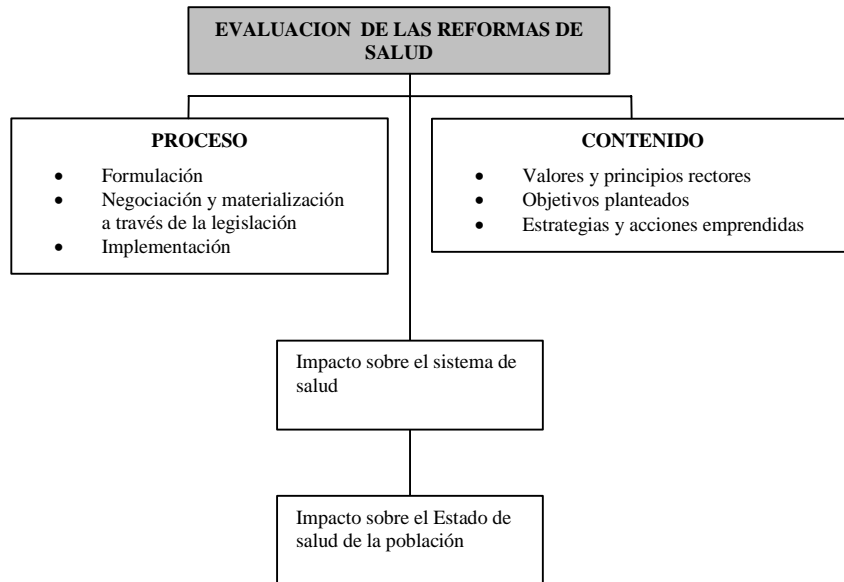 EVALUACION DE LAS REFORMAS DE
SALUD
PROCESO
• Formulación
• Negociación y materialización
a través de la legislación
• Implementación
CONTENIDO
• Valores y principios rectores
• Objetivos planteados
• Estrategias y acciones emprendidas
Impacto sobre el sistema de
salud
Impacto sobre el Estado de
salud de la población